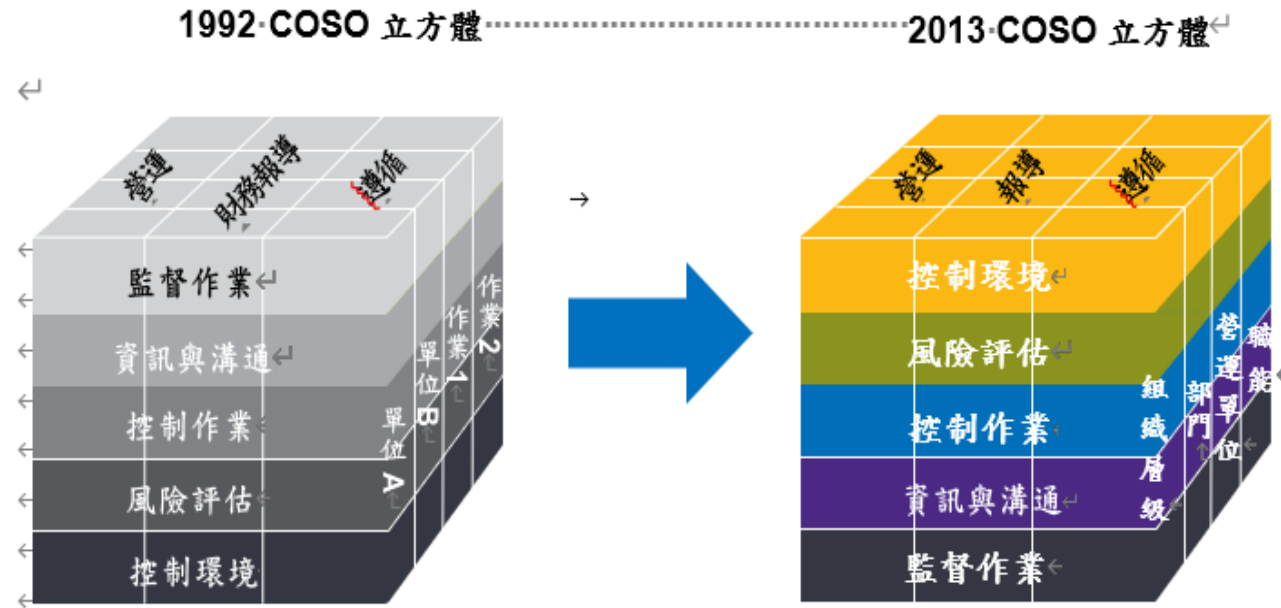 1992 COSO 立方體
2013 COSO 立方體
營運
財務報導
遵循
監督作業
資訊與溝通
控制作業
風險評估
控制環境
單位 A
單位 B
作業 1
作業 2
營運
報導
遵循
控制環境
風險評估
控制作業
資訊與溝通
監督作業
組織層級
部門
營運單位
職能